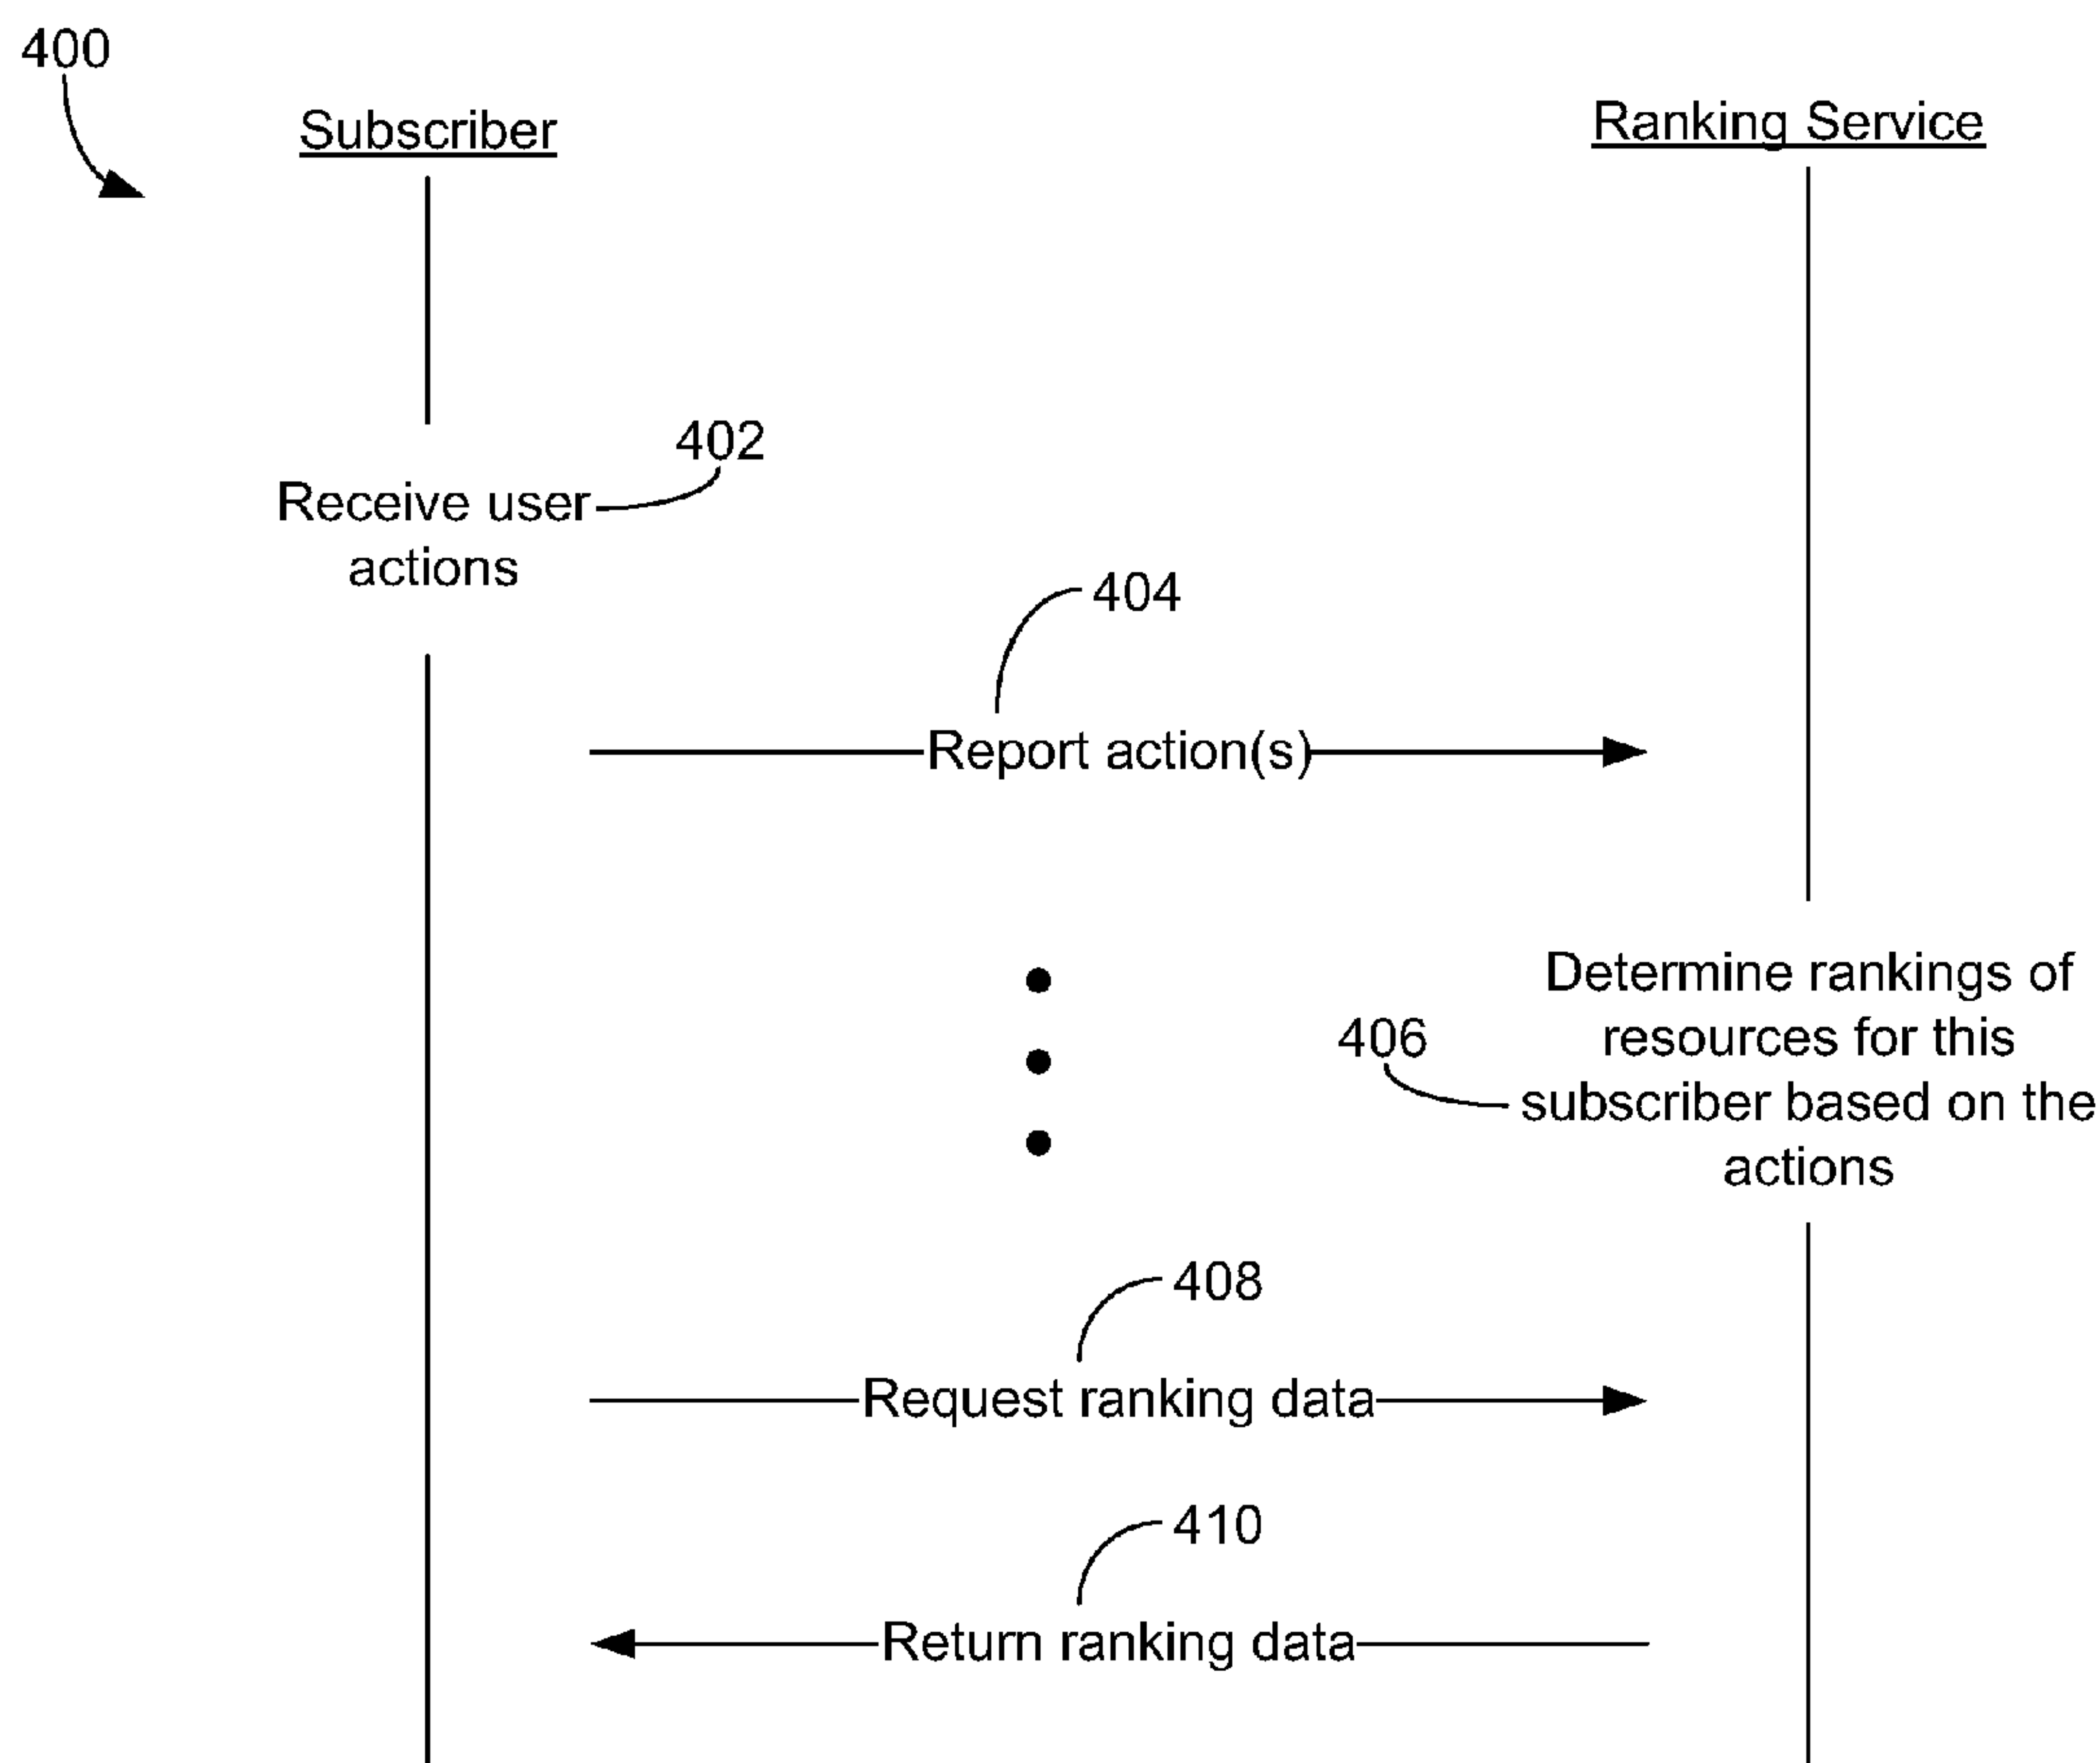 400
Subscriber
Ranking Service
402
Receive user
actions
404
Report action(s)
Determine rankings of
406
resources for this
subscriber based on the
actions
408
Request ranking data
410
Return ranking data